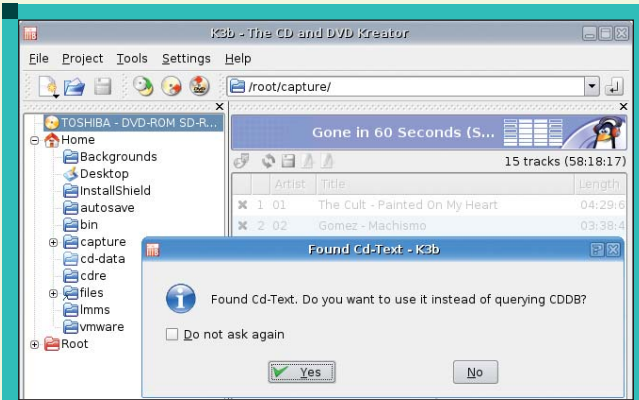 K3b - The CD and DVD Kreator
File Project Tools Settings Help
/root/capture/
TOSHIBA - DVD-ROM SD-R...
Home
Backgrounds
Desktop
InstallShield
autosave
bin
capture
cd-data
cdre
files
lmms
vmware
Root
Gone in 60 Seconds (S...
15 tracks (58:18:17)
Artist Title Length
1 01 The Cult - Painted On My Heart 04:29:6
2 02 Gomez - Machismo 03:38:4
Found Cd-Text - K3b
Found Cd-Text. Do you want to use it instead of querying CDDB?
Do not ask again
Yes No